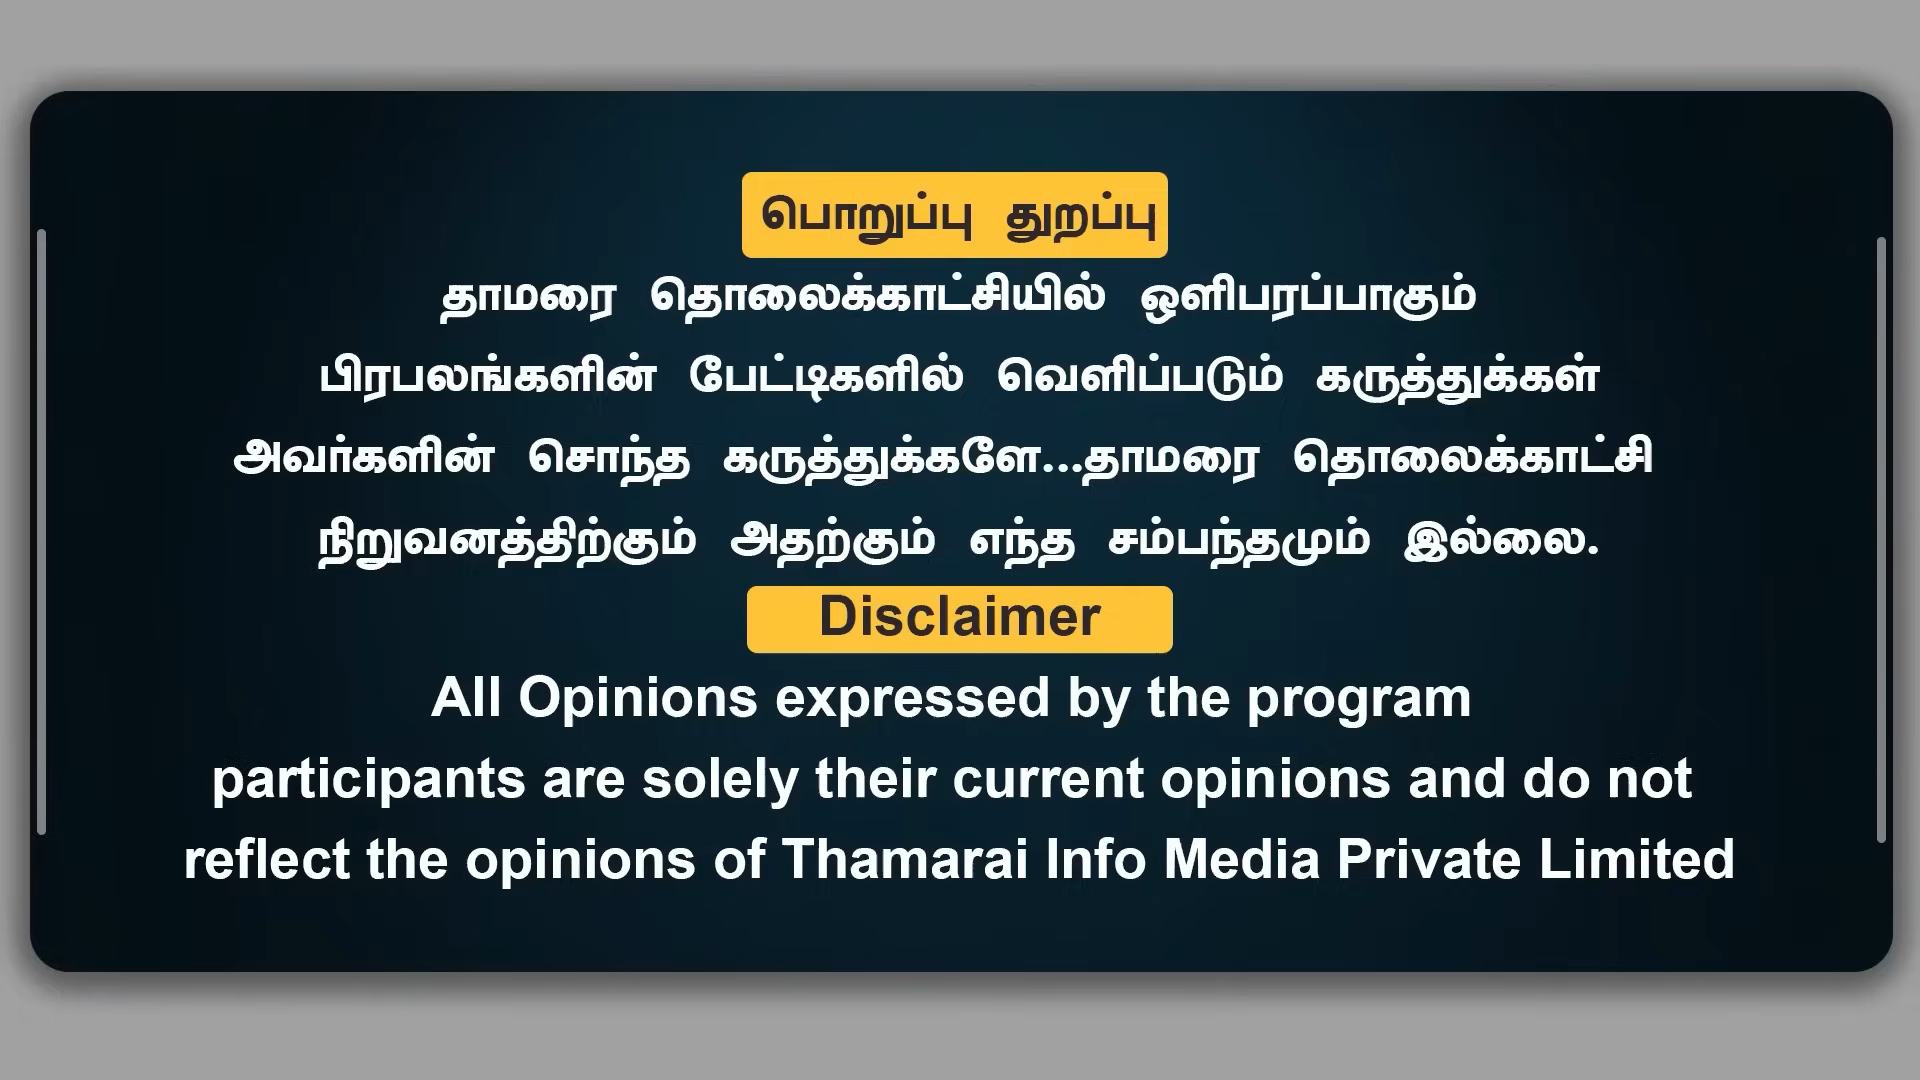 பொறுப்பு துறப்பு
தாமரை தொலைக்காட்சியில் ஒளிபரப்பாகும்
பிரபலங்களின் பேட்டிகளில் வெளிப்படும் கருத்துக்கள்
அவர்களின் சொந்த கருத்துக்களே...தாமரை தொலைக்காட்சி
நிறுவனத்திற்கும் அதற்கும் எந்த சம்பந்தமும் இல்லை.
Disclaimer
All Opinions expressed by the program
participants are solely their current opinions and do not
reflect the opinions of Thamarai Info Media Private Limited